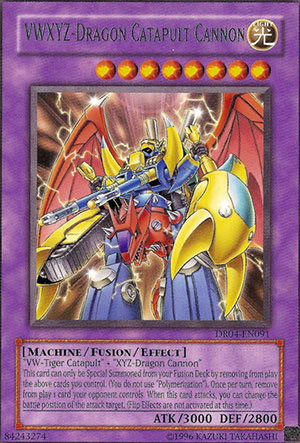 VWXYZ-Dragon Catapult Cannon
LIGHT
光
DR04-EN091
[Machine/Fusion/Effect]
"VW-Tiger Catapult" + "XYZ-Dragon Cannon"
This card can only be Special Summoned from your Fusion Deck by removing from play
the above cards you control. (You do not use "Polymerization"). Once per turn, remove
from play 1 card your opponent controls. When this card attacks, you can change the
battle position of the attack target. (Flip Effects are not activated at this time.)
ATK/3000 DEF/2800
84243274
©1996 KAZUKI TAKAHASHI